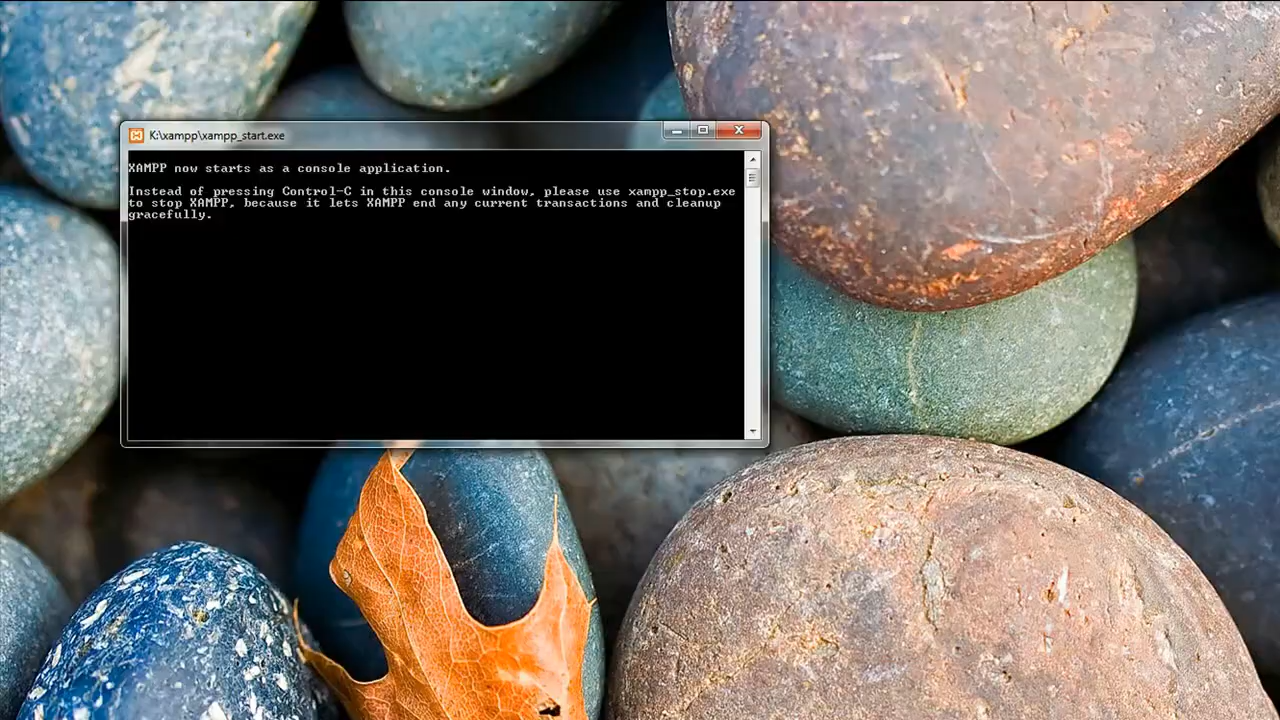 K:\xampp\xampp_start.exe
XAMPP now starts as a console application.
Instead of pressing Control-C in this console window, please use xampp_stop.exe
to stop XAMPP, because it lets XAMPP end any current transactions and cleanup
gracefully.